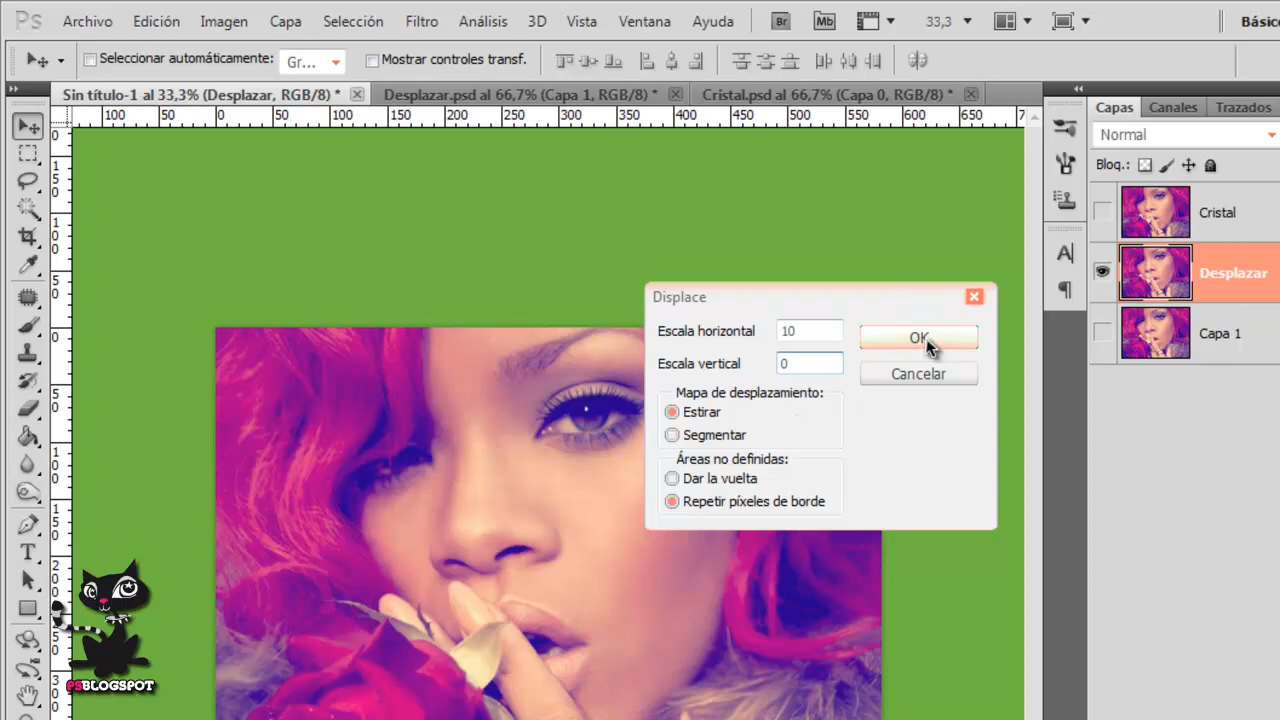 Ps Archivo Edición Imagen Capa Selección Filtro Análisis 3D Vista Ventana Ayuda Br Mb 33,3 Básic
Seleccionar automáticamente: Gr... Mostrar controles transf.
Sin título-1 al 33,3% (Desplazar, RGB/8) * Desplazar.psd al 66,7% (Capa 1, RGB/8) * Cristal.psd al 66,7% (Capa 0, RGB/8) *
100 50 0 50 100 150 200 250 300 350 400 450 500 550 600 650 7
Capas Canales Trazados
Normal
Bloq.:
Cristal
Desplazar
Capa 1
Displace
Escala horizontal 10
OK
Escala vertical 0
Cancelar
Mapa de desplazamiento:
Estirar
Segmentar
Áreas no definidas:
Dar la vuelta
Repetir píxeles de borde
PSBLOGSPOT